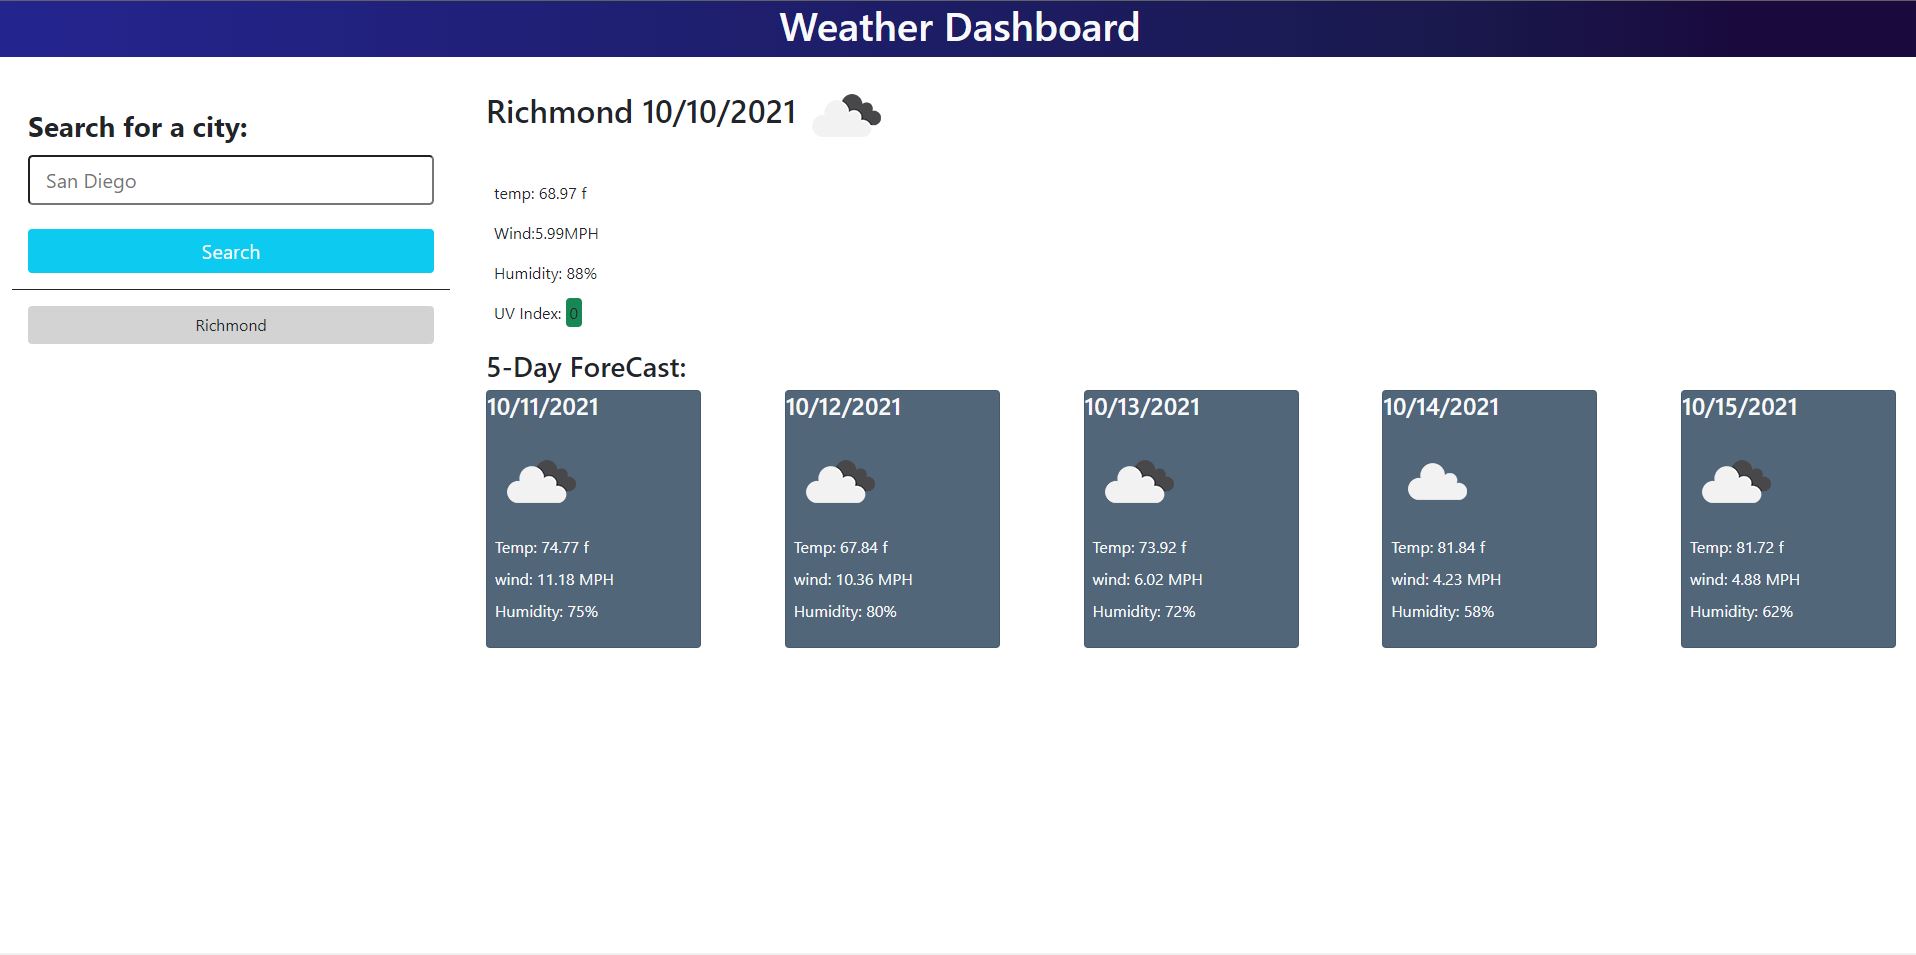 Weather Dashboard
Search for a city:
San Diego
Search
Richmond
Richmond 10/10/2021
temp: 68.97 f
Wind:5.99MPH
Humidity: 88%
UV Index: 0
5-Day ForeCast:
10/11/2021
Temp: 74.77 f
wind: 11.18 MPH
Humidity: 75%
10/12/2021
Temp: 67.84 f
wind: 10.36 MPH
Humidity: 80%
10/13/2021
Temp: 73.92 f
wind: 6.02 MPH
Humidity: 72%
10/14/2021
Temp: 81.84 f
wind: 4.23 MPH
Humidity: 58%
10/15/2021
Temp: 81.72 f
wind: 4.88 MPH
Humidity: 62%